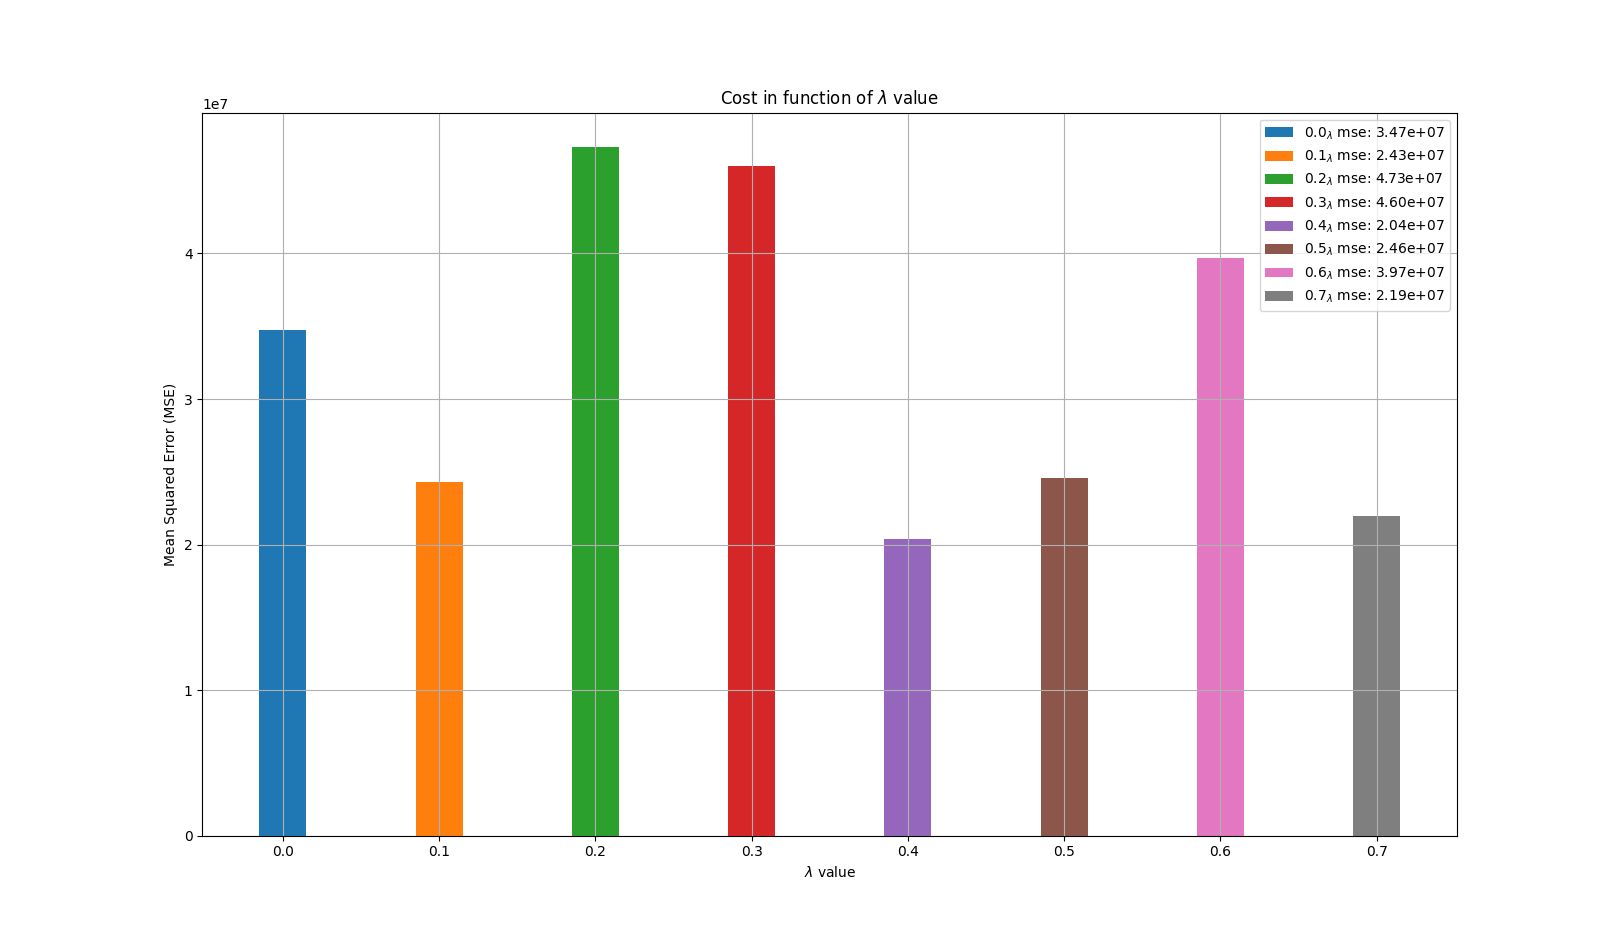 Cost in function of λ value
1e7
0.0λ mse: 3.47e+07
0.1λ mse: 2.43e+07
0.2λ mse: 4.73e+07
0.3λ mse: 4.60e+07
0.4λ mse: 2.04e+07
0.5λ mse: 2.46e+07
0.6λ mse: 3.97e+07
0.7λ mse: 2.19e+07
Mean Squared Error (MSE)
4
3
2
1
0
0.0 0.1 0.2 0.3 0.4 0.5 0.6 0.7
λ value